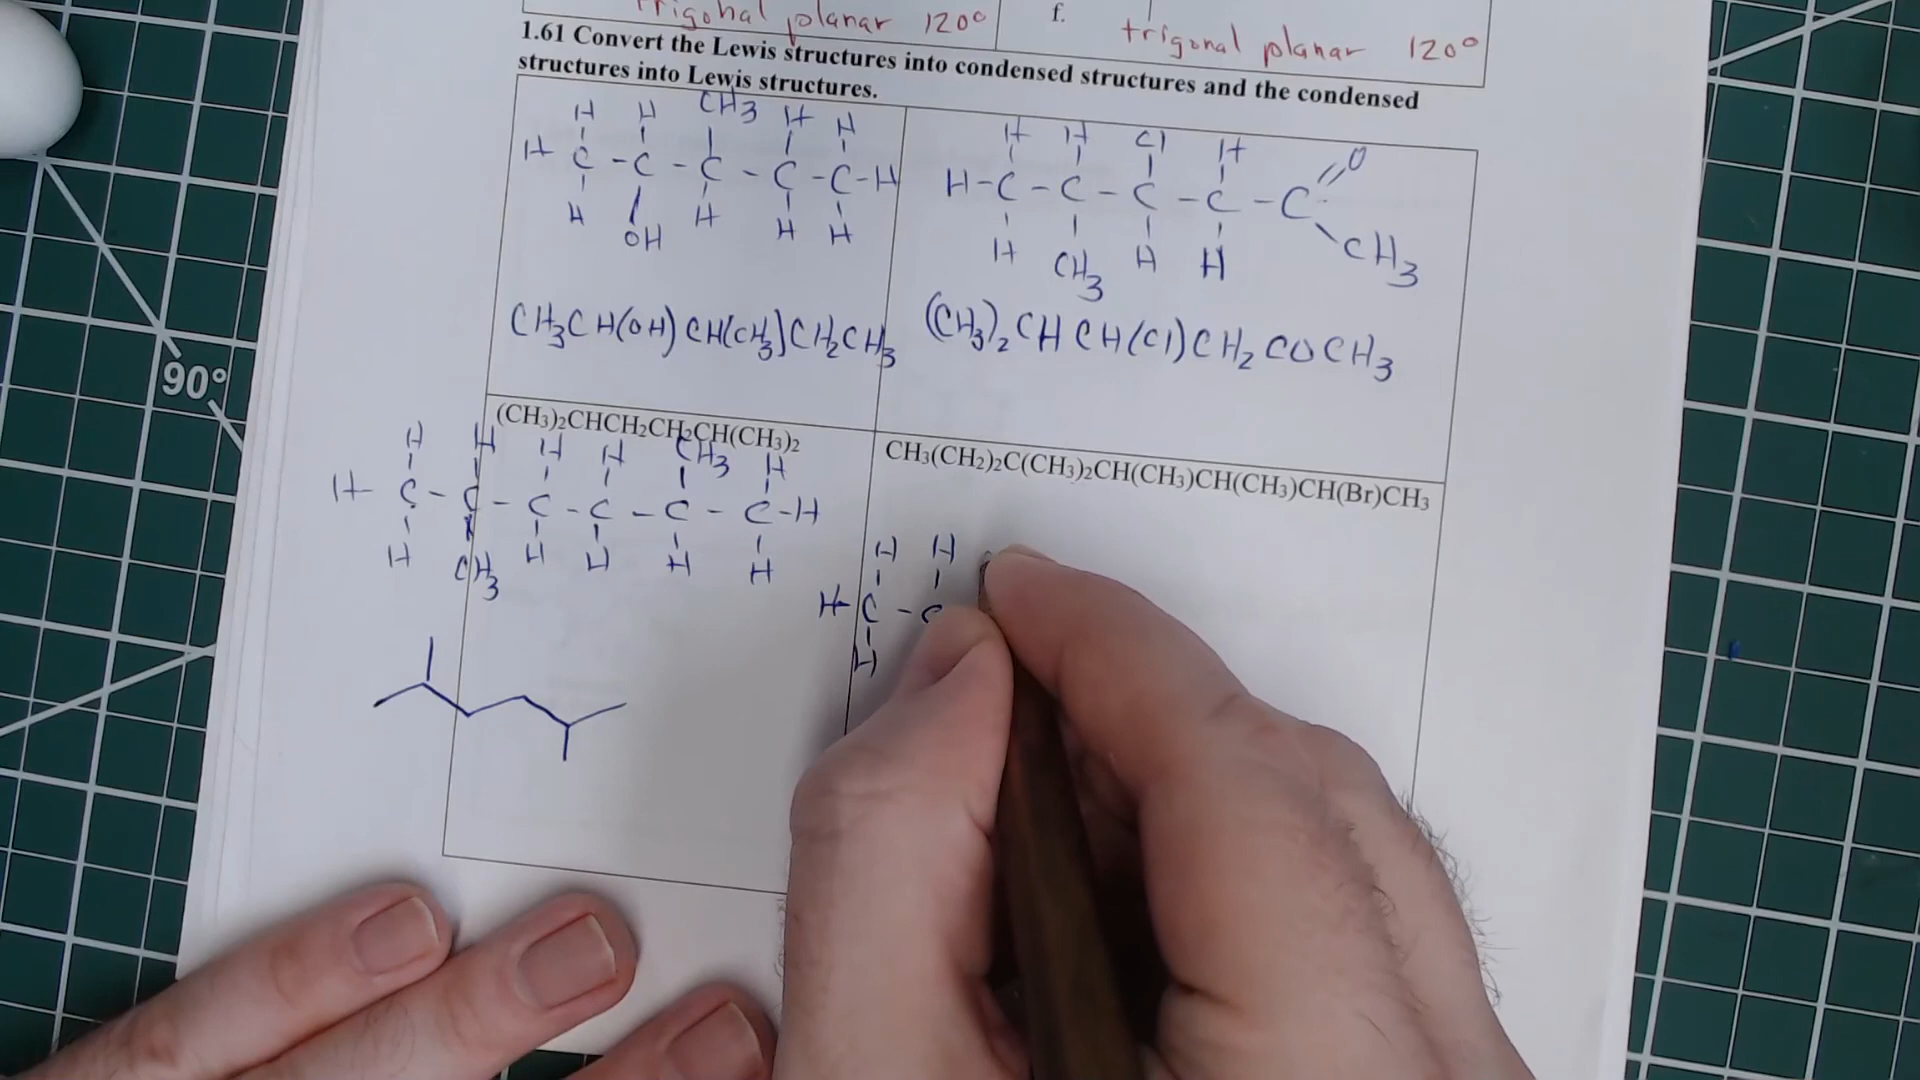 trigonal planar 120°
f.
trigonal planar 120°
1.61 Convert the Lewis structures into condensed structures and the condensed
structures into Lewis structures.
H H CH3 H H
H C - C - C - C - C - H
H OH H H H
CH3CH(OH)CH(CH3)CH2CH3
H H Cl H O
H - C - C - C - C - C
H CH3 H H CH3
(CH3)2CHCH(Cl)CH2COCH3
(CH3)2CHCH2CH2CH(CH3)2
H H H H CH3 H
H - C - C - C - C - C - C - H
H CH3 H H H H
CH3(CH2)2C(CH3)2CH(CH3)CH(CH3)CH(Br)CH3
H H
H - C - C
H
90°